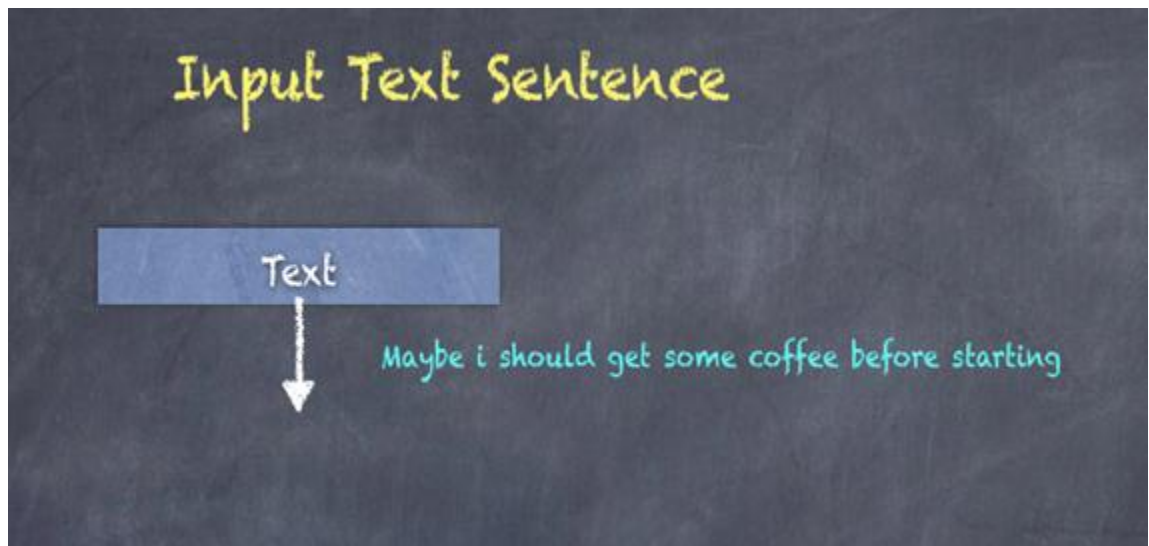 Input Text Sentence
Text
Maybe i should get some coffee before starting